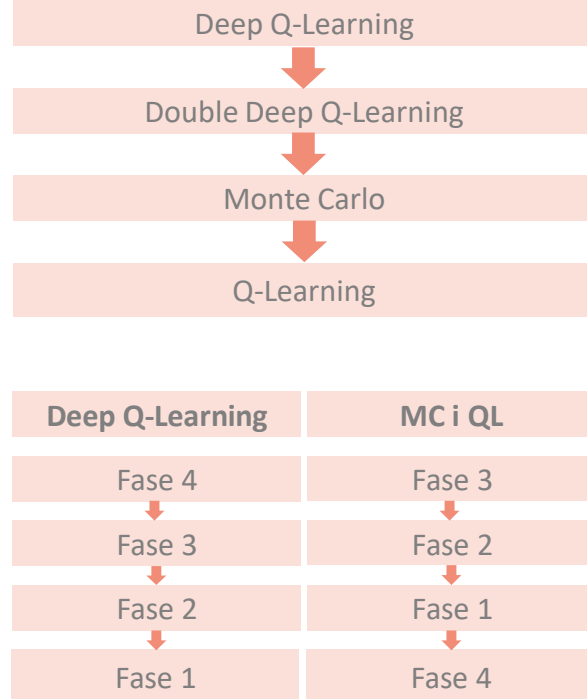 Deep Q-Learning
Double Deep Q-Learning
Monte Carlo
Q-Learning
Deep Q-Learning MC i QL
Fase 4 Fase 3
Fase 3 Fase 2
Fase 2 Fase 1
Fase 1 Fase 4